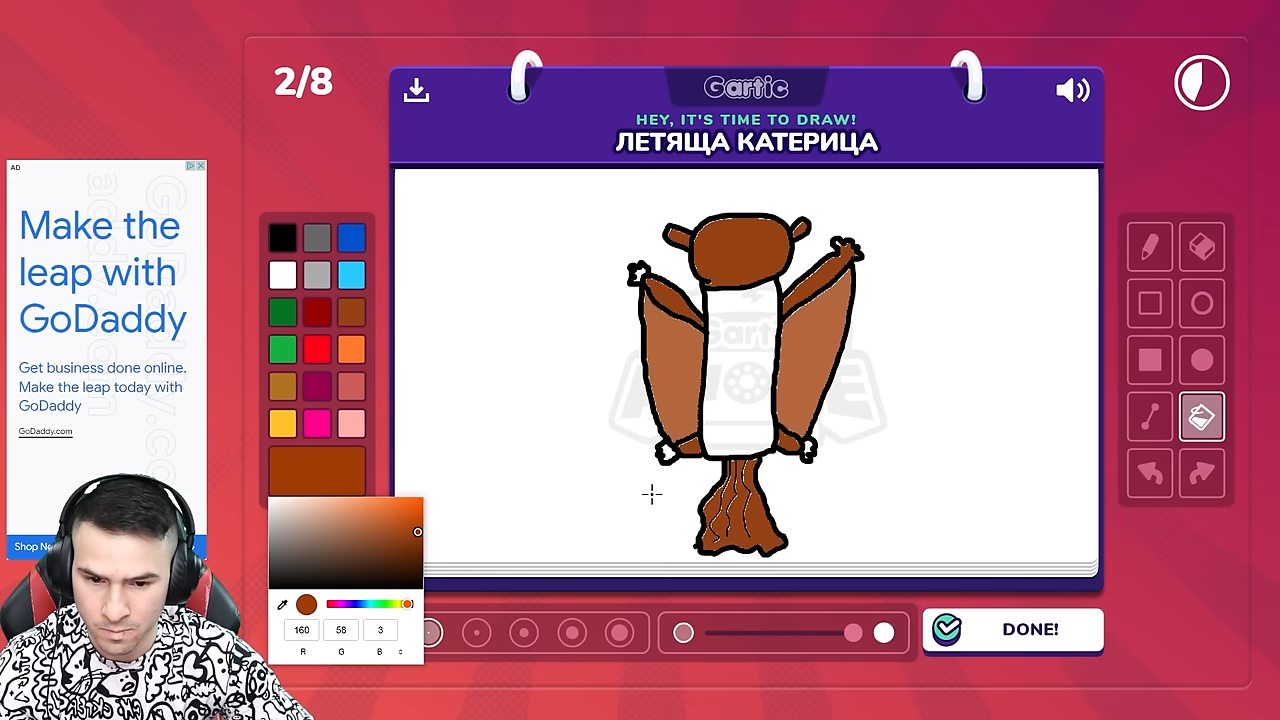 2/8
Gartic
HEY, IT'S TIME TO DRAW!
ЛЕТЯЩА КАТЕРИЦА
AD
Make the
leap with
GoDaddy
Get business done online.
Make the leap today with
GoDaddy
GoDaddy.com
160 58 3
R G B
DONE!